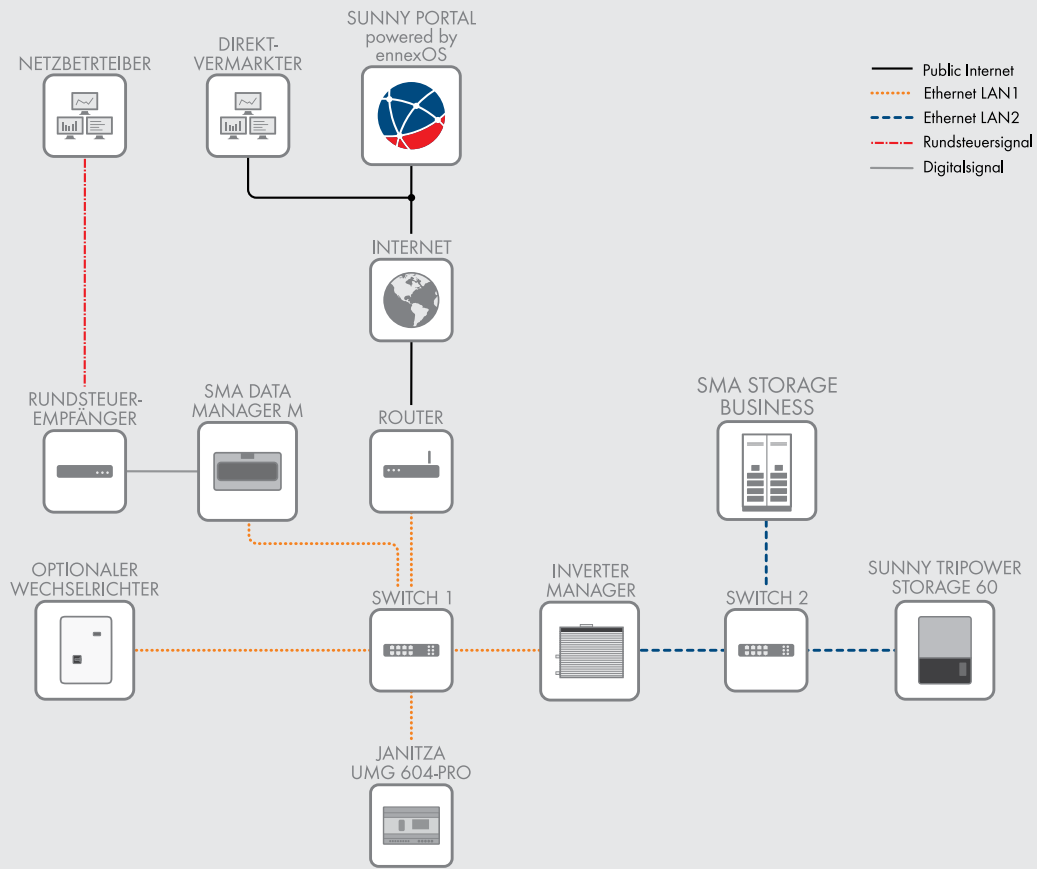 SUNNY PORTAL
powered by
ennexOS
DIREKT-
VERMARKTER
NETZBETRTEIBER
Public Internet
Ethernet LAN1
Ethernet LAN2
Rundsteuersignal
Digitalsignal
INTERNET
RUNDSTEUER-
EMPFÄNGER
SMA DATA
MANAGER M
ROUTER
SMA STORAGE
BUSINESS
OPTIONALER
WECHSELRICHTER
SWITCH 1
INVERTER
MANAGER
SWITCH 2
SUNNY TRIPOWER
STORAGE 60
JANITZA
UMG 604-PRO